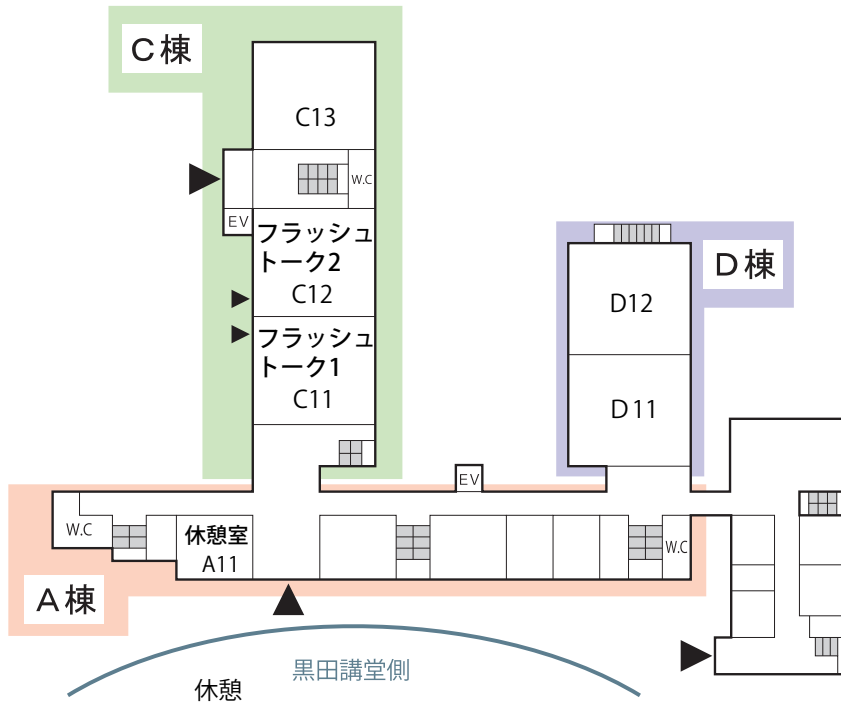 C棟
C13
W.C
EV
フラッシュ
トーク2
C12
フラッシュ
トーク1
C11
D棟
D12
D11
EV
W.C
休憩室
A11
W.C
A棟
黒田講堂側
休憩